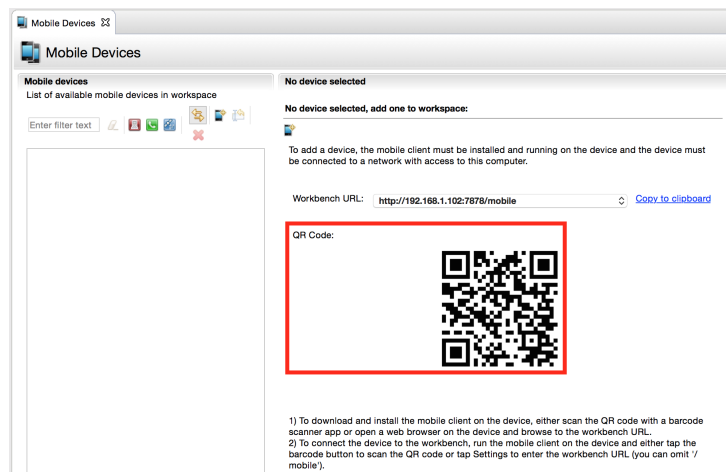 Mobile Devices
Mobile Devices
Mobile devices
List of available mobile devices in workspace
Enter filter text
No device selected
No device selected, add one to workspace:
To add a device, the mobile client must be installed and running on the device and the device must
be connected to a network with access to this computer.
Workbench URL: http://192.168.1.102:7878/mobile Copy to clipboard
QR Code:
1) To download and install the mobile client on the device, either scan the QR code with a barcode
scanner app or open a web browser on the device and browse to the workbench URL.
2) To connect the device to the workbench, run the mobile client on the device and either tap the
barcode button to scan the QR code or tap Settings to enter the workbench URL (you can omit '/
mobile').